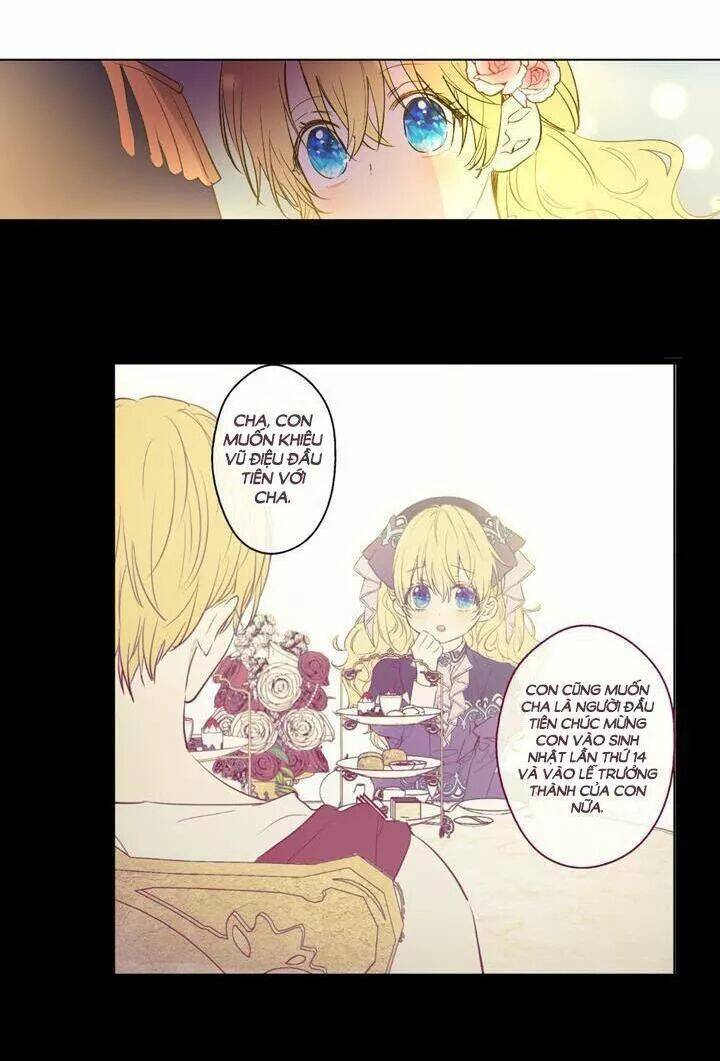 CHA, CON
MUỐN KHIÊU
VŨ ĐIỆU ĐẦU
TIÊN VỚI
CHA.
CON CŨNG MUỐN
CHA LÀ NGƯỜI ĐẦU
TIÊN CHÚC MỪNG
CON VÀO SINH
NHẬT LẦN THỨ 14
VÀ VÀO LỄ TRƯỞNG
THÀNH CỦA CON
NỮA.